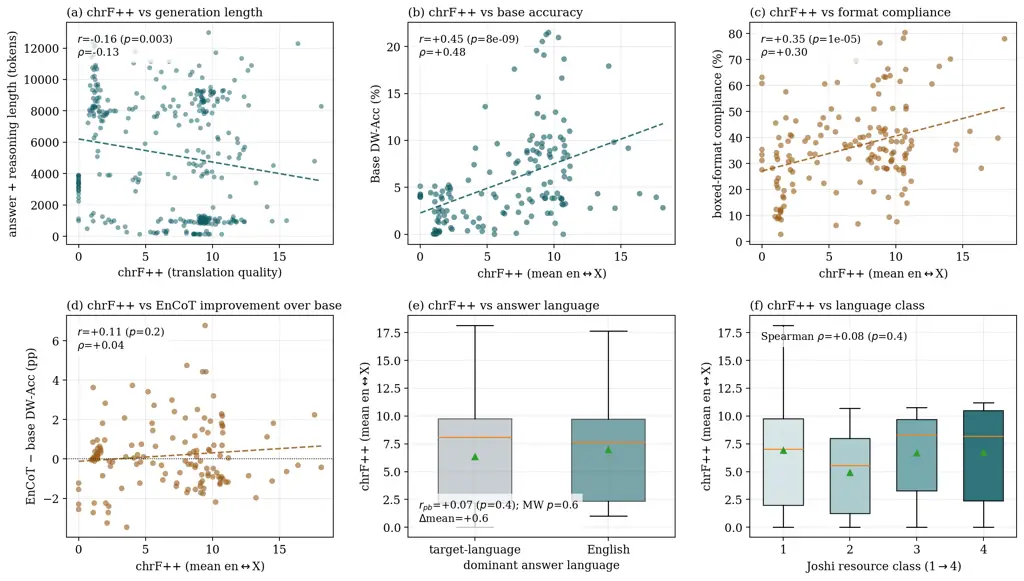 (a) chrF++ vs generation length
r=-0.16 (p=0.003)
ρ=-0.13
answer + reasoning length (tokens)
12000
10000
8000
6000
4000
2000
0
0 5 10 15
chrF++ (translation quality)
(b) chrF++ vs base accuracy
r=+0.45 (p=8e-09)
ρ=+0.48
Base DW-Acc (%)
20
15
10
5
0
0 5 10 15
chrF++ (mean en↔X)
(c) chrF++ vs format compliance
r=+0.35 (p=1e-05)
ρ=+0.30
boxed-format compliance (%)
80
70
60
50
40
30
20
10
0
0 5 10 15
chrF++ (mean en↔X)
(d) chrF++ vs EnCoT improvement over base
r=+0.11 (p=0.2)
ρ=+0.04
EnCoT − base DW-Acc (pp)
6
4
2
0
−2
0 5 10 15
chrF++ (mean en↔X)
(e) chrF++ vs answer language
chrF++ (mean en↔X)
17.5
15.0
12.5
10.0
7.5
5.0
2.5
0.0
r_pb=+0.07 (p=0.4); MW p=0.6
Δmean=+0.6
target-language English
dominant answer language
(f) chrF++ vs language class
Spearman ρ=+0.08 (p=0.4)
chrF++ (mean en↔X)
17.5
15.0
12.5
10.0
7.5
5.0
2.5
0.0
1 2 3 4
Joshi resource class (1→4)